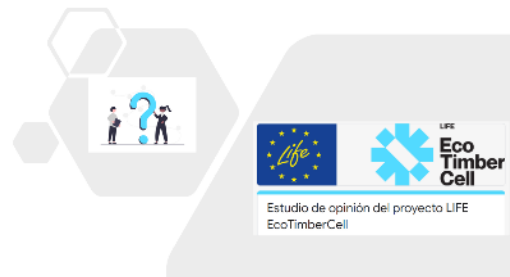 ?
Life
LIFE
Eco
Timber
Cell
Estudio de opinión del proyecto LIFE
EcoTimberCell